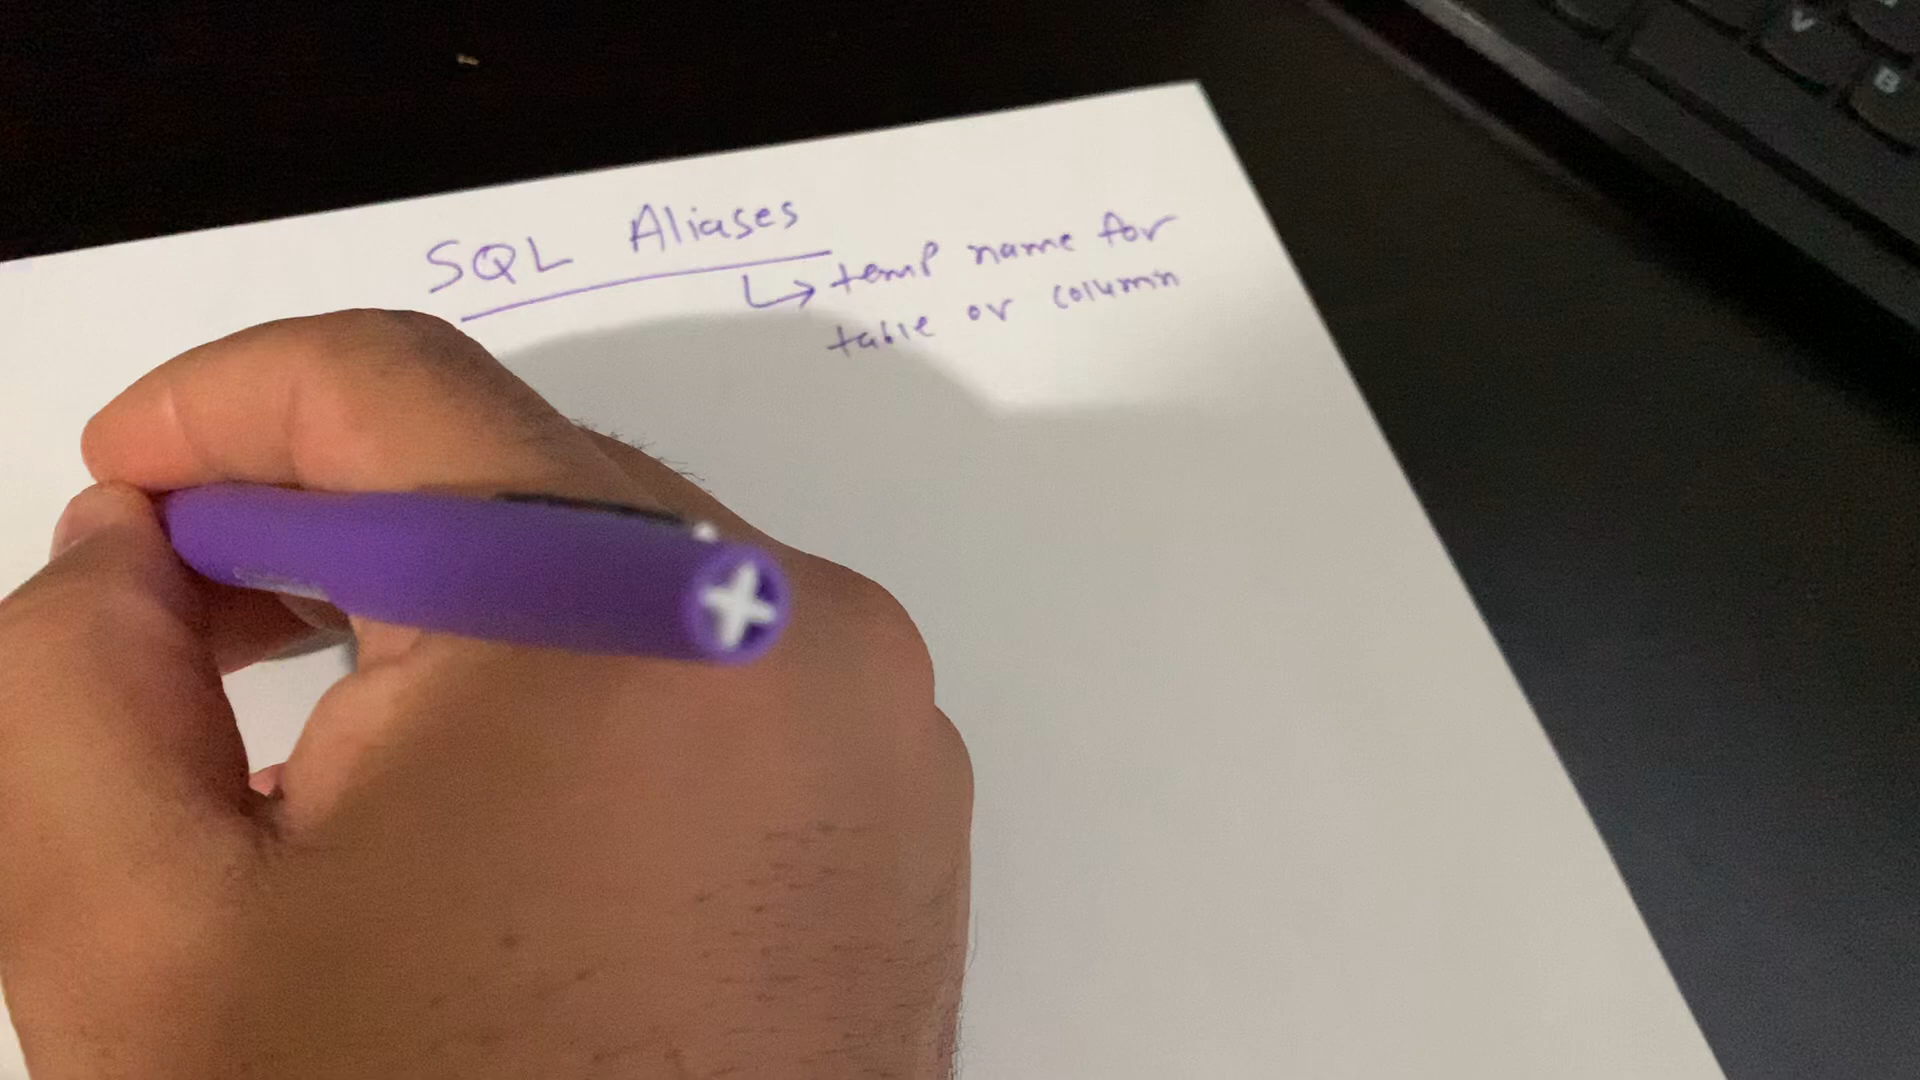 SQL Aliases
↳ temp name for
table or column
V
B